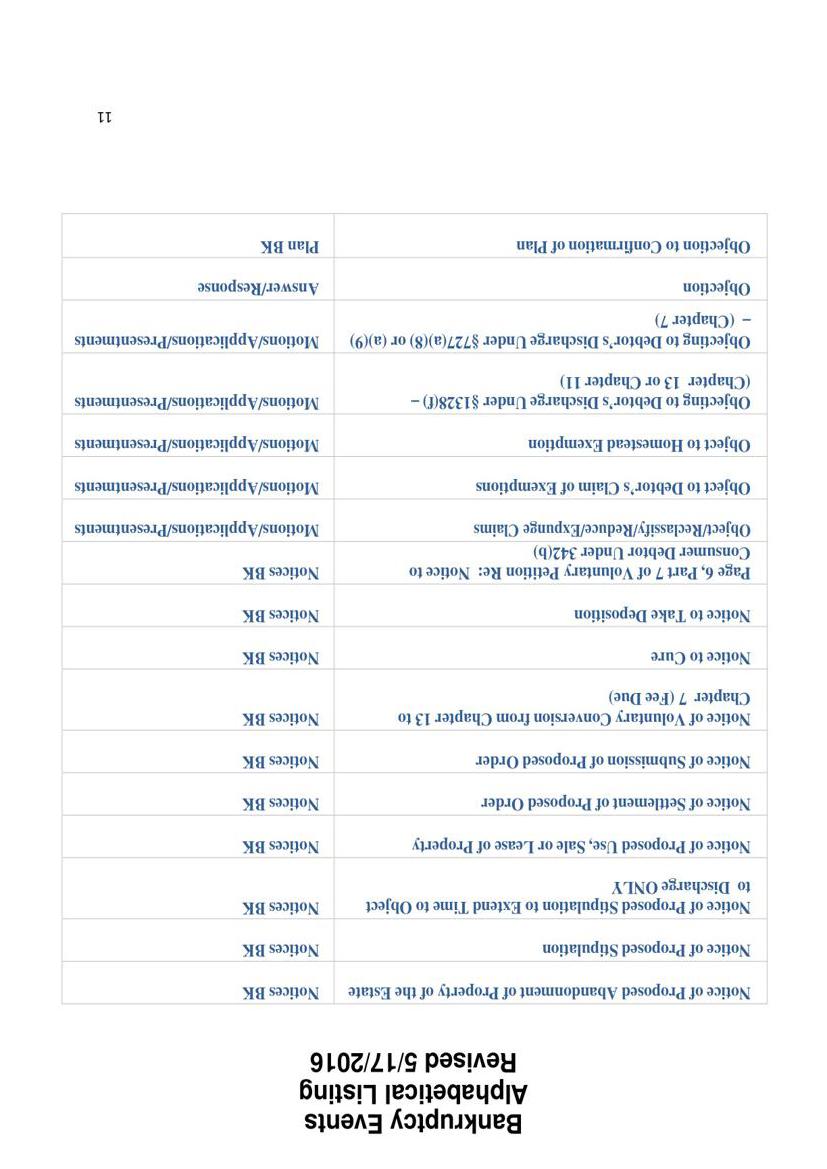 Bankruptcy Events
Alphabetical Listing
Revised 5/17/2016
Notice of Proposed Abandonment of Property of the Estate
Notices BK
Notice of Proposed Stipulation
Notices BK
Notice of Proposed Stipulation to Extend Time to Object
to Discharge ONLY
Notices BK
Notice of Proposed Use, Sale or Lease of Property
Notices BK
Notice of Settlement of Proposed Order
Notices BK
Notice of Submission of Proposed Order
Notices BK
Notice of Voluntary Conversion from Chapter 13 to
Chapter 7 (Fee Due)
Notices BK
Notice to Cure
Notices BK
Notice to Take Deposition
Notices BK
Page 6, Part 7 of Voluntary Petition Re: Notice to
Consumer Debtor Under 342(b)
Notices BK
Object/Reclassify/Reduce/Expunge Claims
Motions/Applications/Presentments
Object to Debtor's Claim of Exemptions
Motions/Applications/Presentments
Object to Homestead Exemption
Motions/Applications/Presentments
Objecting to Debtor's Discharge Under §1328(f) –
(Chapter 13 or Chapter 11)
Motions/Applications/Presentments
Objecting to Debtor's Discharge Under §727(a)(8) or (a)(9)
– (Chapter 7)
Motions/Applications/Presentments
Objection
Answer/Response
Objection to Confirmation of Plan
Plan BK
11